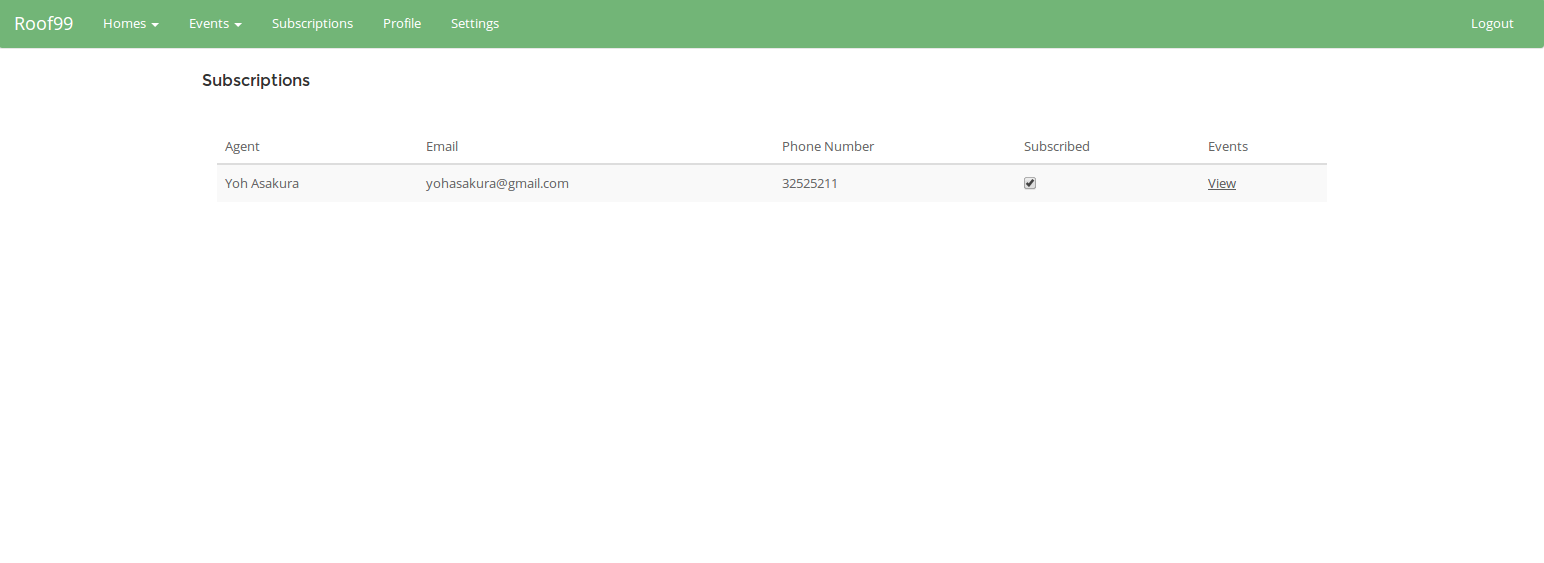 Roof99 Homes Events Subscriptions Profile Settings Logout
Subscriptions
Agent Email Phone Number Subscribed Events
Yoh Asakura yohasakura@gmail.com 32525211 View